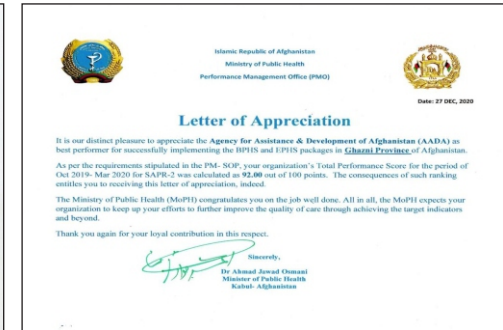 Islamic Republic of Afghanistan
Ministry of Public Health
Performance Management Office (PMO)
Date: 27 DEC, 2020
Letter of Appreciation
It is our distinct pleasure to appreciate the Agency for Assistance & Development of Afghanistan (AADA) as
best performer for successfully implementing the BPHS and EPHS packages in Ghazni Province of Afghanistan.
As per the requirements stipulated in the PM- SOP, your organization's Total Performance Score for the period of
Oct 2019- Mar 2020 for SAPR-2 was calculated as 92.00 out of 100 points. The consequences of such ranking
entitles you to receiving this letter of appreciation, indeed.
The Ministry of Public Health (MoPH) congratulates you on the job well done. All in all, the MoPH expects your
organization to keep up your efforts to further improve the quality of care through achieving the target indicators
and beyond.
Thank you again for your loyal contribution in this respect.
Sincerely,
Dr Ahmad Jawad Osmani
Minister of Public Health
Kabul- Afghanistan